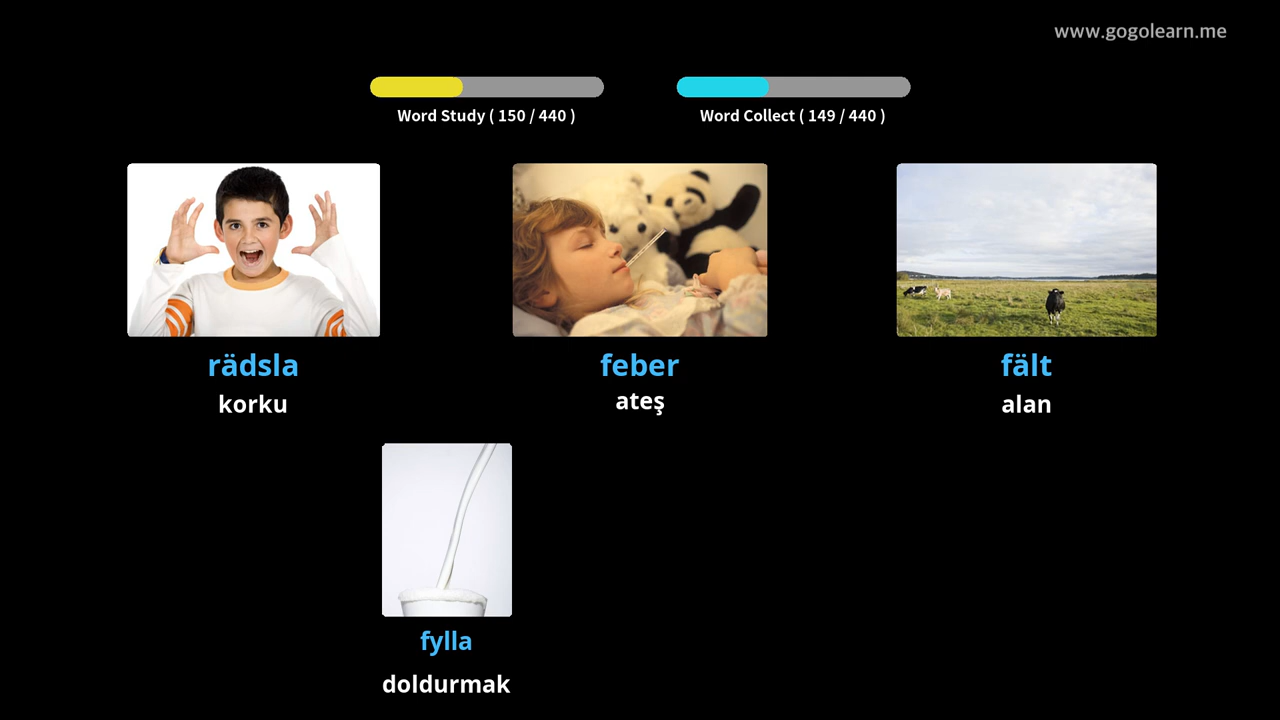 www.gogolearn.me
Word Study ( 150 / 440 )
Word Collect ( 149 / 440 )
rädsla
korku
feber
ateş
fält
alan
fylla
doldurmak